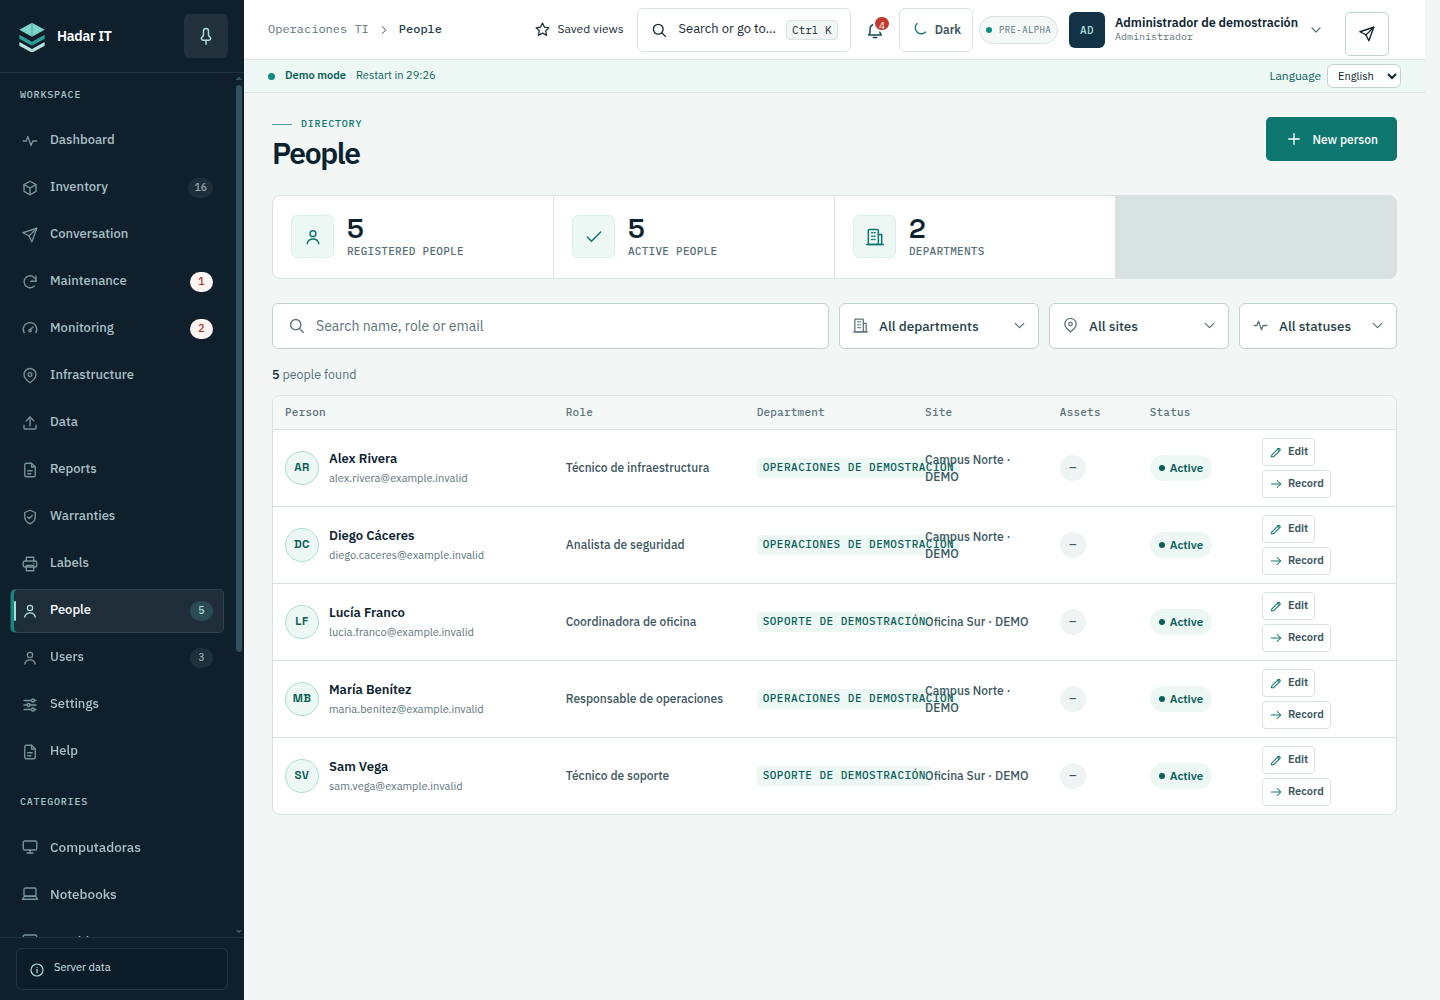 Hadar IT
Operaciones TI > People
Saved views
Search or go to... Ctrl K
4
Dark
PRE-ALPHA
AD
Administrador de demostración
Administrador
Demo mode Restart in 29:26
Language English
WORKSPACE
Dashboard
Inventory 16
Conversation
Maintenance 1
Monitoring 2
Infrastructure
Data
Reports
Warranties
Labels
People 5
Users 3
Settings
Help
CATEGORIES
Computadoras
Notebooks
Server data
DIRECTORY
People
New person
5
REGISTERED PEOPLE
5
ACTIVE PEOPLE
2
DEPARTMENTS
Search name, role or email
All departments
All sites
All statuses
5 people found
Person Role Department Site Assets Status
AR Alex Rivera
alex.rivera@example.invalid
Técnico de infraestructura
OPERACIONES DE DEMOSTRACIÓN
Campus Norte ·
DEMO
–
Active
Edit
Record
DC Diego Cáceres
diego.caceres@example.invalid
Analista de seguridad
OPERACIONES DE DEMOSTRACIÓN
Campus Norte ·
DEMO
–
Active
Edit
Record
LF Lucía Franco
lucia.franco@example.invalid
Coordinadora de oficina
SOPORTE DE DEMOSTRACIÓN
Oficina Sur · DEMO
–
Active
Edit
Record
MB María Benítez
maria.benitez@example.invalid
Responsable de operaciones
OPERACIONES DE DEMOSTRACIÓN
Campus Norte ·
DEMO
–
Active
Edit
Record
SV Sam Vega
sam.vega@example.invalid
Técnico de soporte
SOPORTE DE DEMOSTRACIÓN
Oficina Sur · DEMO
–
Active
Edit
Record